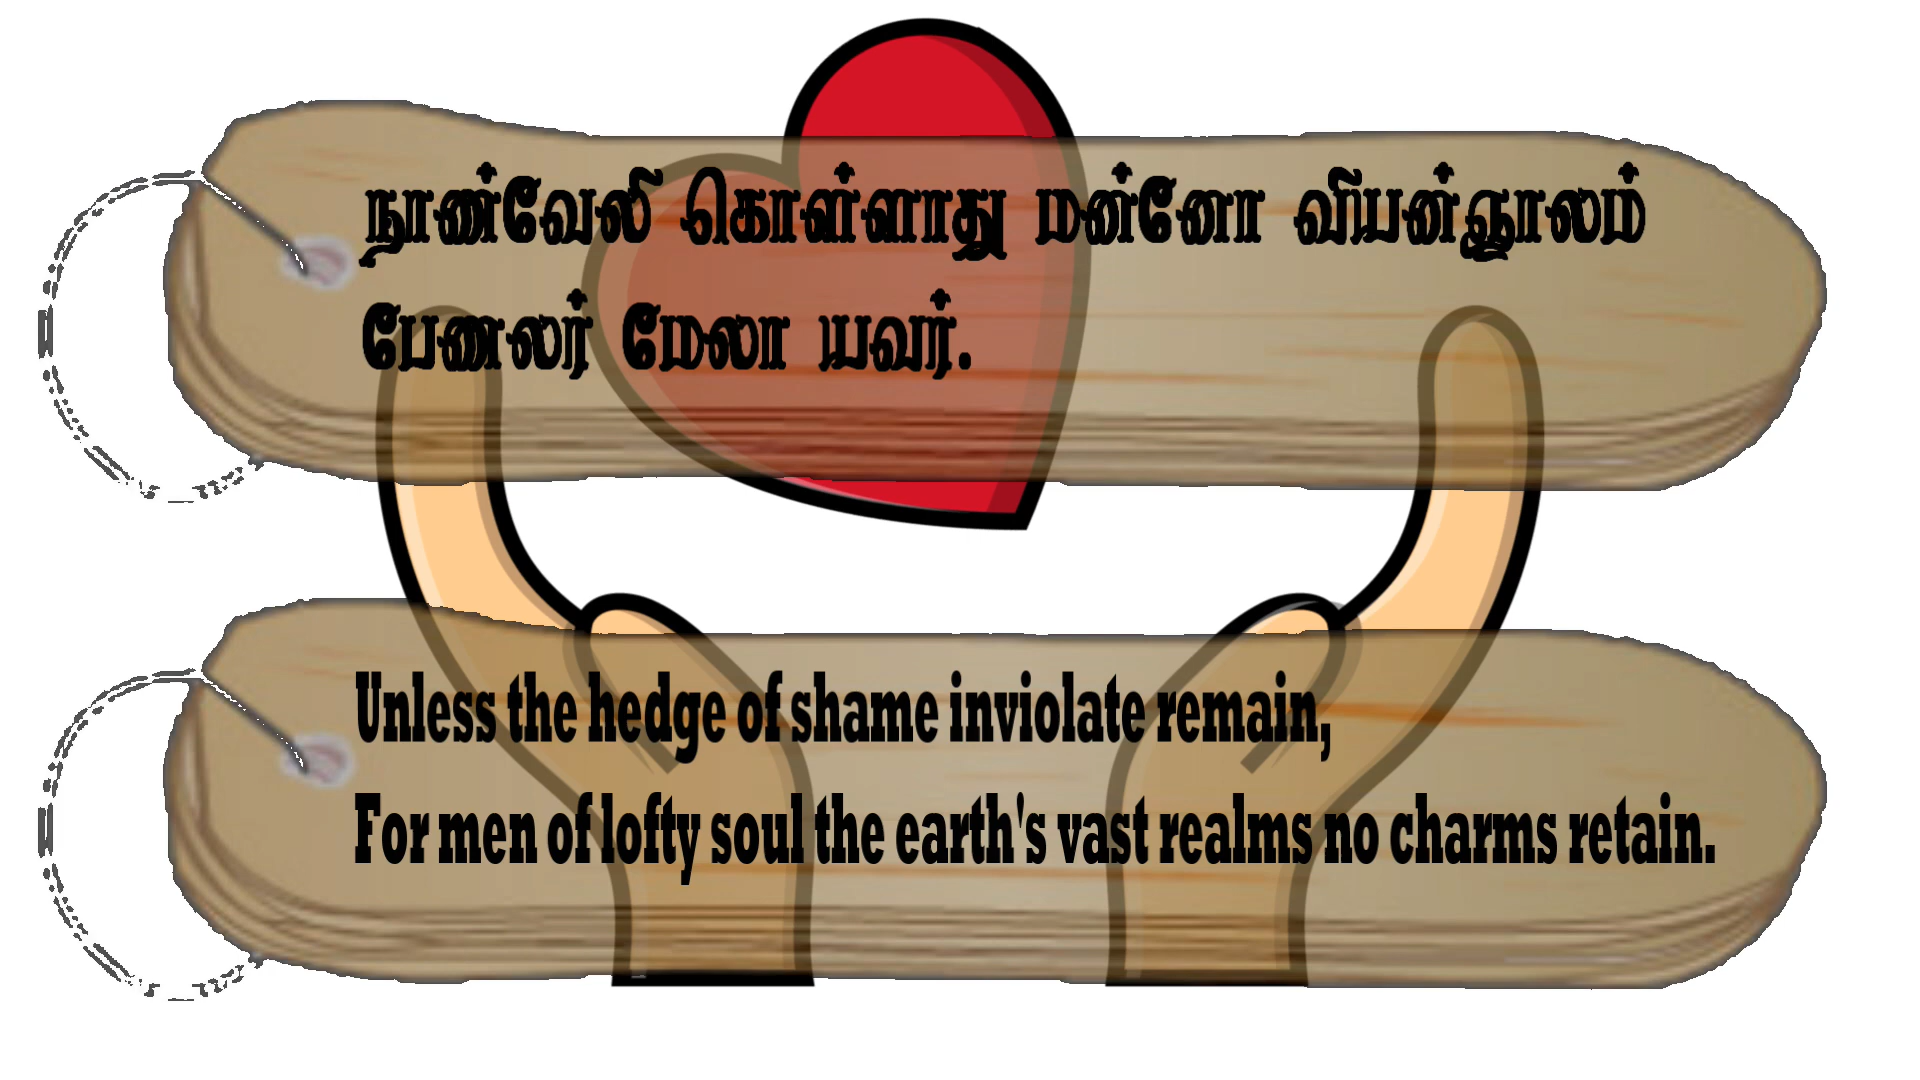 நாண்வேலி கொள்ளாது மன்னோ வியன்ஞாலம்
பேணலர் மேலா யவர்.
Unless the hedge of shame inviolate remain,
For men of lofty soul the earth's vast realms no charms retain.